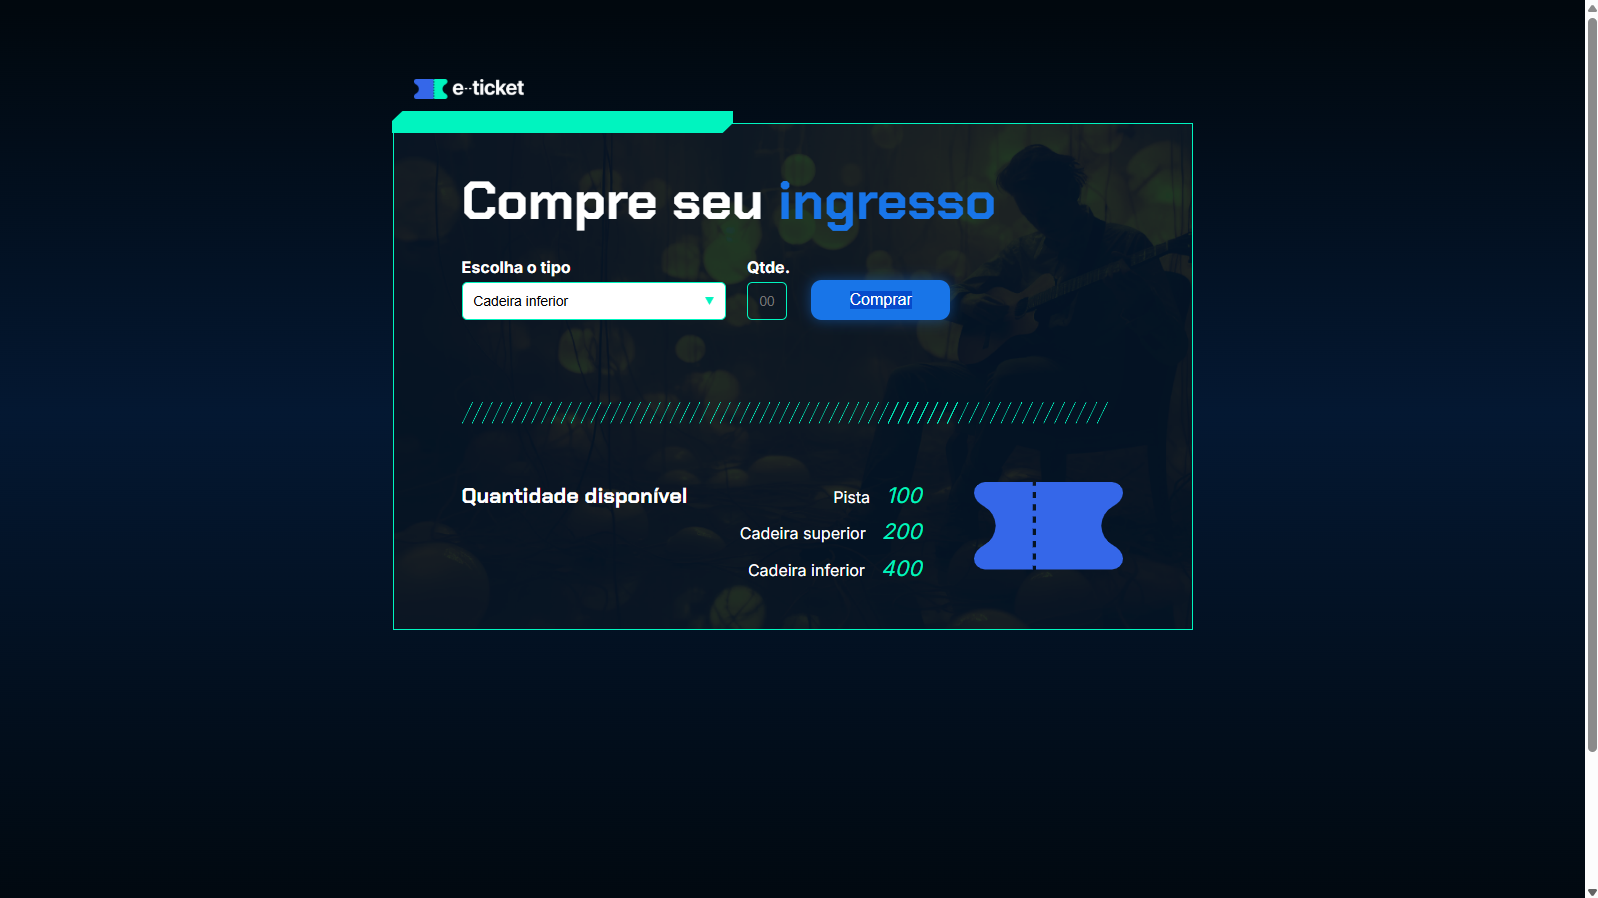 e··ticket
Compre seu ingresso
Escolha o tipo
Qtde.
Cadeira inferior
00
Comprar
Quantidade disponível
Pista 100
Cadeira superior 200
Cadeira inferior 400